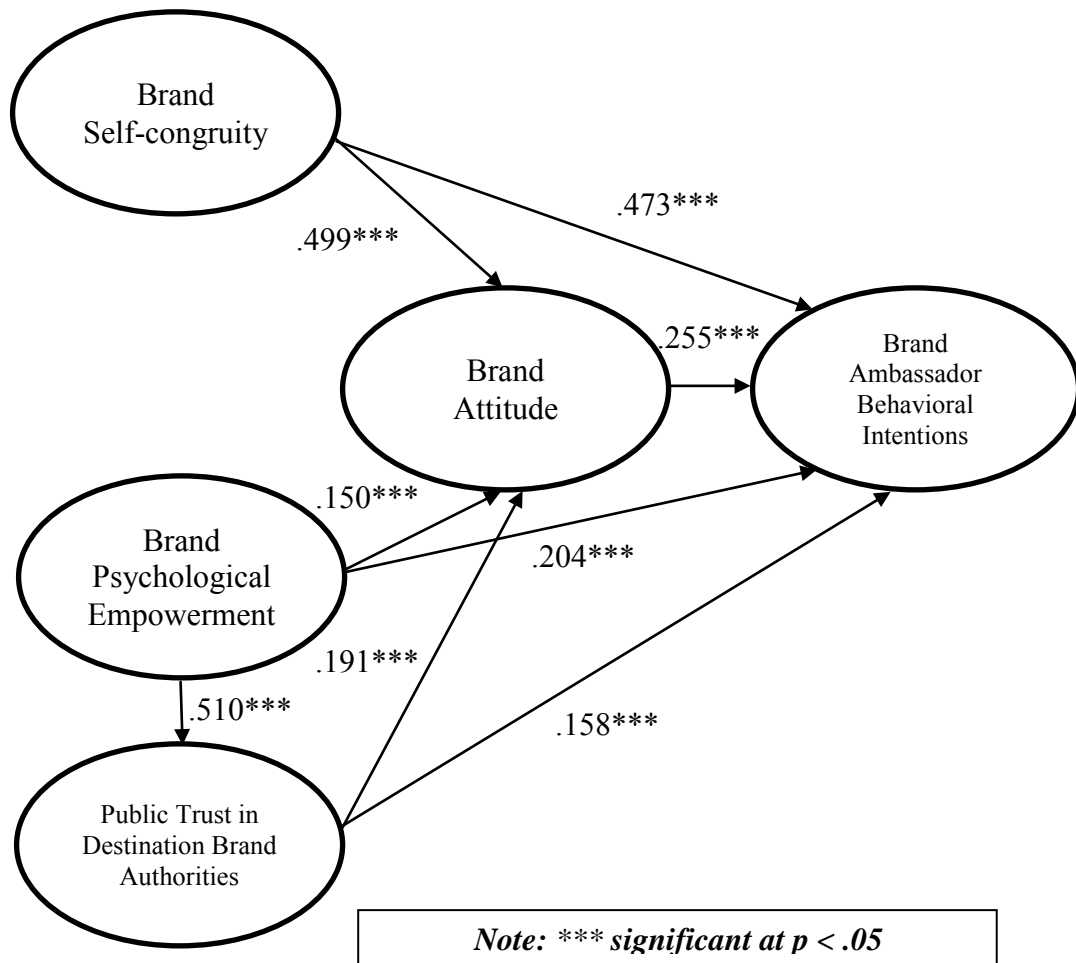 Brand
Self-congruity
.473***
.499***
.255***
Brand
Attitude
Brand
Ambassador
Behavioral
Intentions
.150***
Brand
Psychological
Empowerment
.204***
.191***
.510***
.158***
Public Trust in
Destination Brand
Authorities
Note: *** significant at p < .05